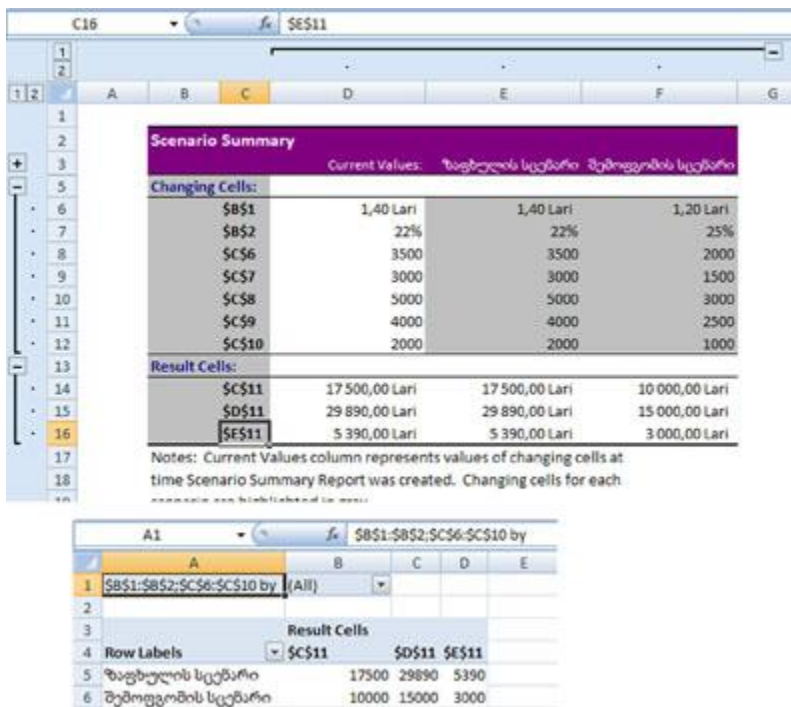 C16 fx $E$11
1
2
1 2 A B C D E F G
1
2 Scenario Summary
3 Current Values: ზაფხულის სცენარი შემოდგომის სცენარი
5 Changing Cells:
6 $B$1 1,40 Lari 1,40 Lari 1,20 Lari
7 $B$2 22% 22% 25%
8 $C$6 3500 3500 2000
9 $C$7 3000 3000 1500
10 $C$8 5000 5000 3000
11 $C$9 4000 4000 2500
12 $C$10 2000 2000 1000
13 Result Cells:
14 $C$11 17 500,00 Lari 17 500,00 Lari 10 000,00 Lari
15 $D$11 29 890,00 Lari 29 890,00 Lari 15 000,00 Lari
16 $E$11 5 390,00 Lari 5 390,00 Lari 3 000,00 Lari
17 Notes: Current Values column represents values of changing cells at
18 time Scenario Summary Report was created. Changing cells for each
A1 fx $B$1:$B$2;$C$6:$C$10 by
A B C D E
1 $B$1:$B$2;$C$6:$C$10 by (All)
2
3 Result Cells
4 Row Labels $C$11 $D$11 $E$11
5 ზაფხულის სცენარი 17500 29890 5390
6 შემოდგომის სცენარი 10000 15000 3000